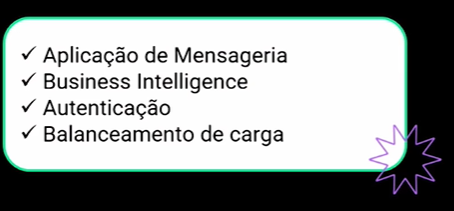 ✓ Aplicação de Mensageria
✓ Business Intelligence
✓ Autenticação
✓ Balanceamento de carga